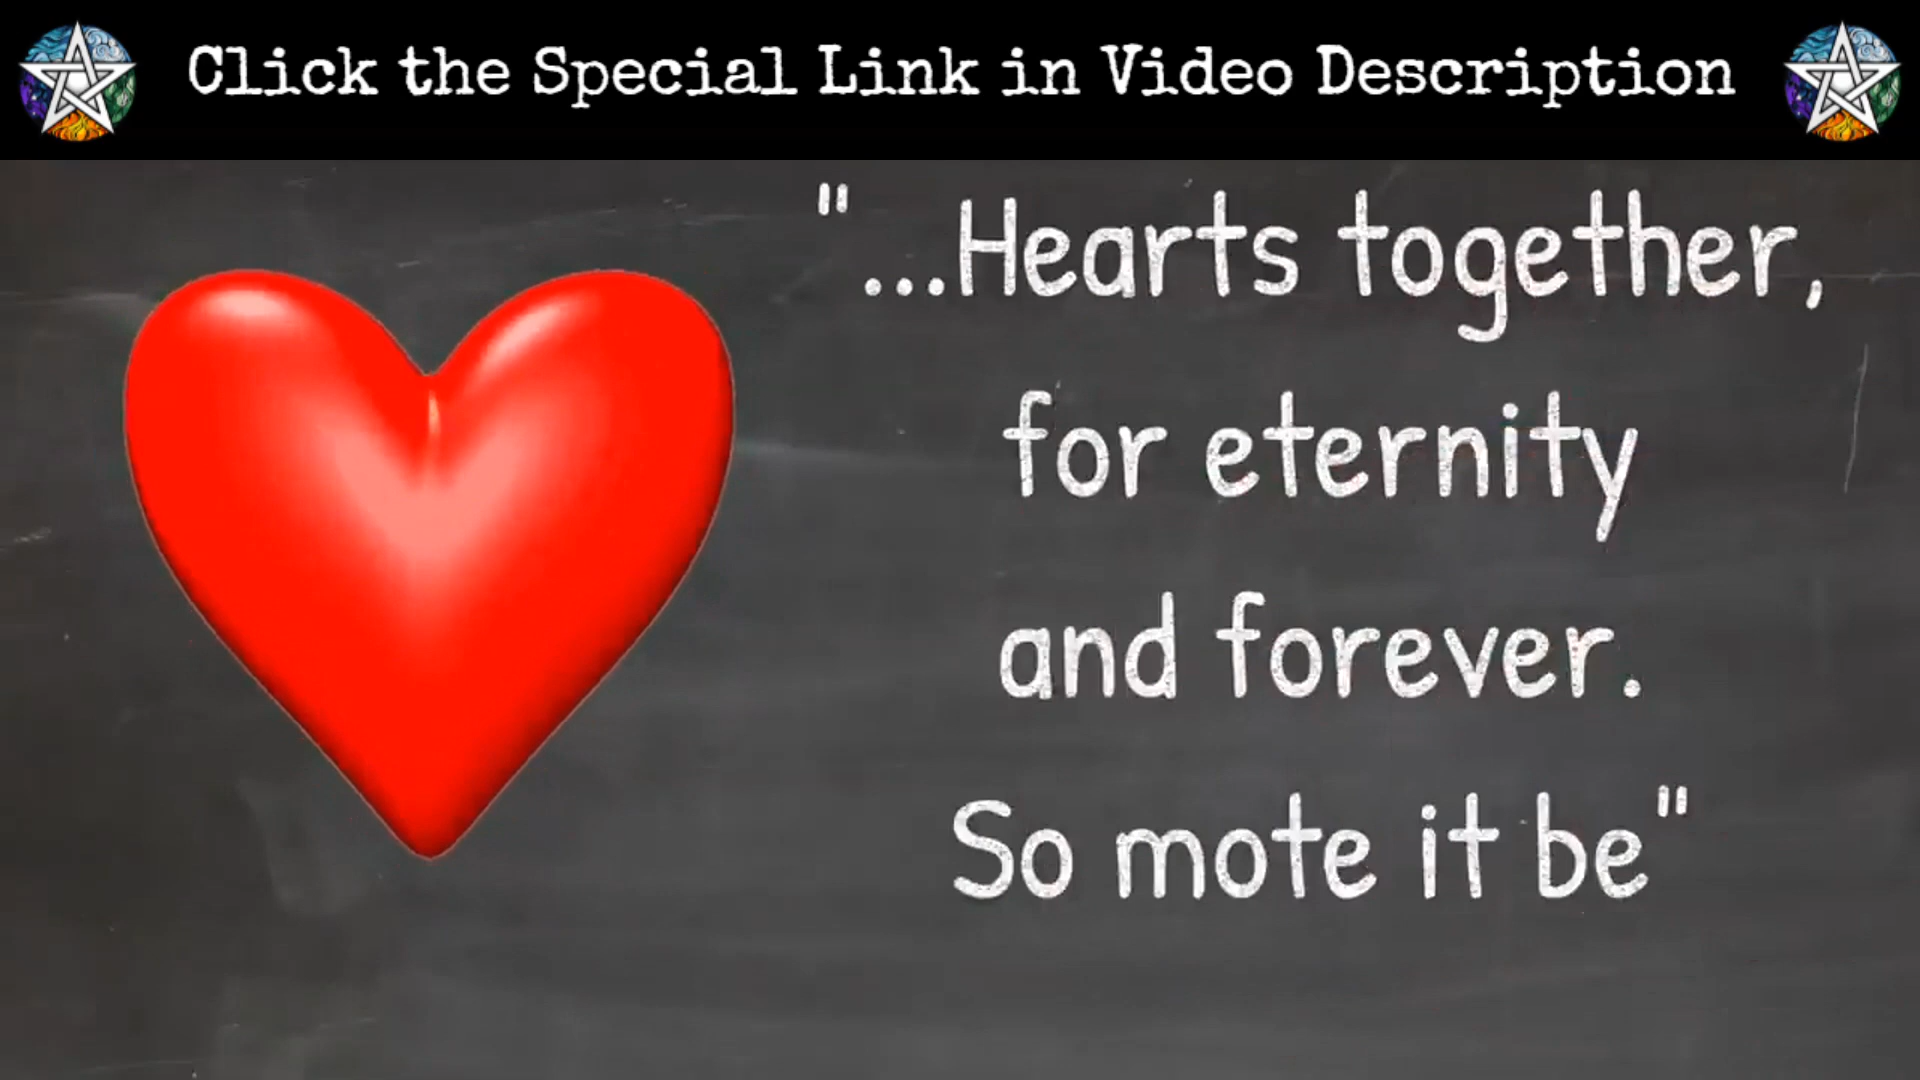 Click the Special Link in Video Description
"...Hearts together,
for eternity
and forever.
So mote it be"